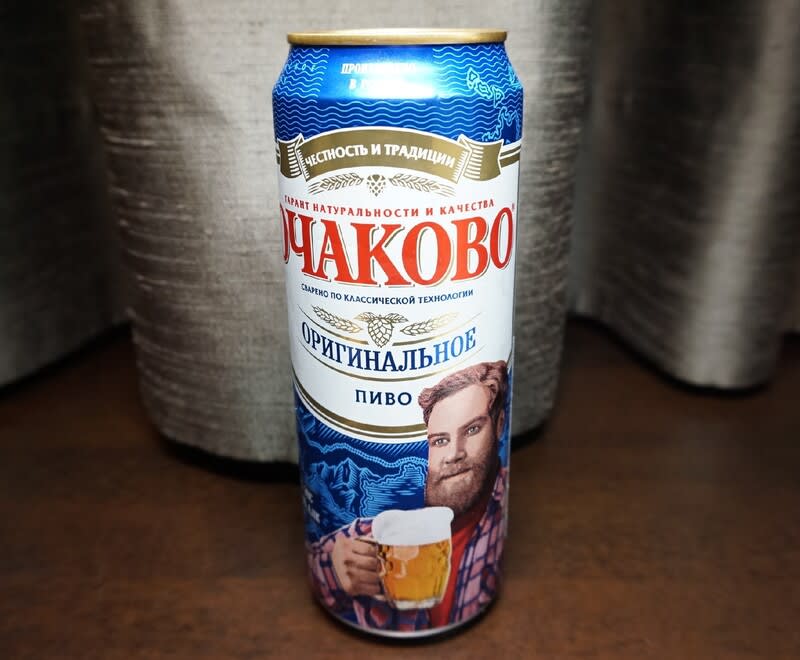 ЧЕСТНОСТЬ И ТРАДИЦИИ
ГАРАНТ НАТУРАЛЬНОСТИ И КАЧЕСТВА
ОЧАКОВО
СВАРЕНО ПО КЛАССИЧЕСКОЙ ТЕХНОЛОГИИ
ОРИГИНАЛЬНОЕ
ПИВО